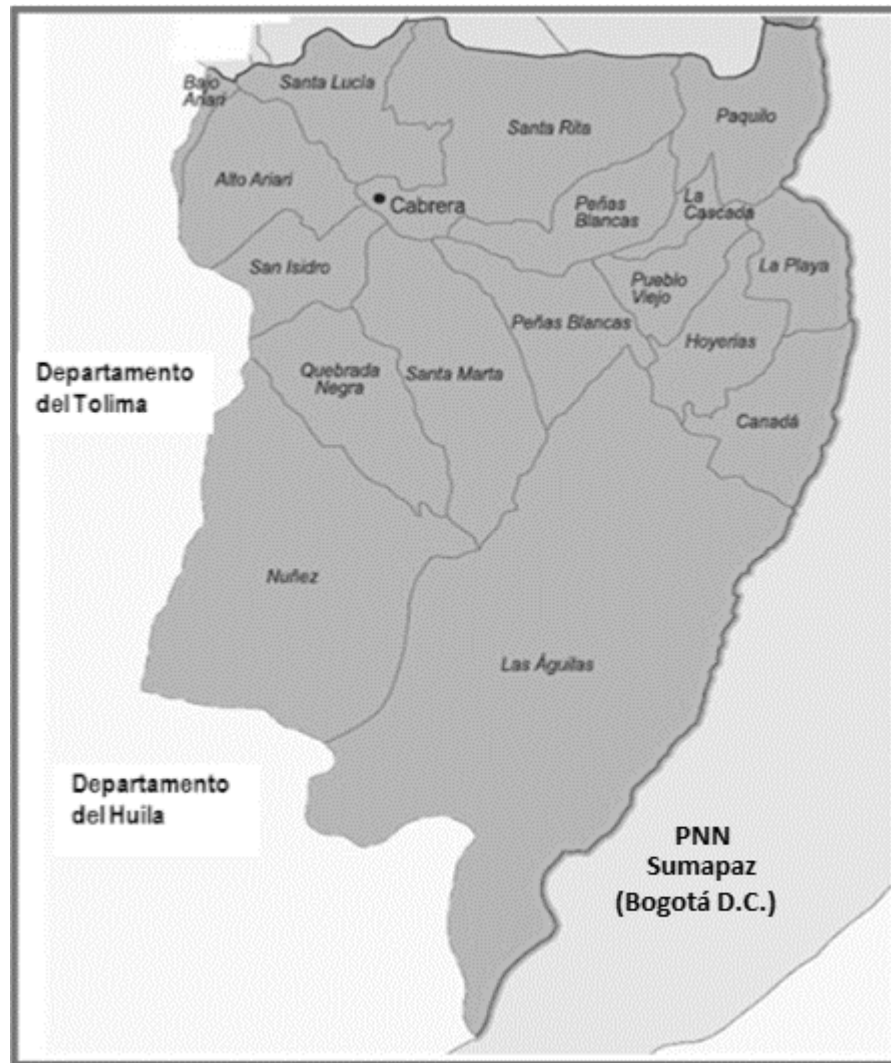 Bajo
Ariari
Santa Lucía
Santa Rita
Paquilo
Alto Ariari
Cabrera
Peñas
Blancas
La
Cascada
San Isidro
La Playa
Pueblo
Viejo
Peñas Blancas
Hoyerias
Departamento
del Tolima
Quebrada
Negra
Santa Marta
Canadá
Nuñez
Las Águilas
Departamento
del Huila
PNN
Sumapaz
(Bogotá D.C.)